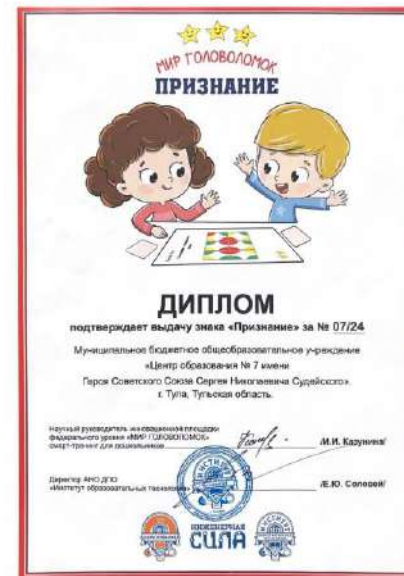 МИР ГОЛОВОЛОМОК
ПРИЗНАНИЕ
ДИПЛОМ
подтверждает выдачу знака «Признание» за № 07/24
Муниципальное бюджетное общеобразовательное учреждение
«Центр образования № 7 имени
Героя Советского Союза Сергея Николаевича Судейского».
г. Тула, Тульская область.
Научный руководитель инновационной площадки
федерального уровня «МИР ГОЛОВОЛОМОК»
смарт-тренинг для дошкольников
/И.И. Казунина/
Директор АНО ДПО
«Институт образовательных технологий»
/Е.Ю. Соловей/
ИНСТИТУТ
ИНЖЕНЕРНАЯ
СИЛА
ИНСТИТУТ